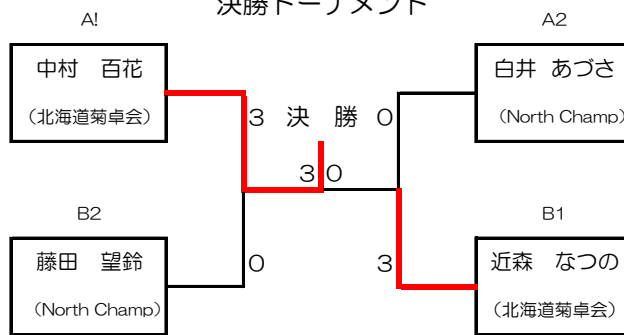 決勝トーナメント
A!
A2
中村 百花
(北海道菊卓会)
白井 あづさ
(North Champ)
3 決 勝 0
3 0
B2
B1
藤田 望鈴
(North Champ)
0
3
近森 なつの
(北海道菊卓会)